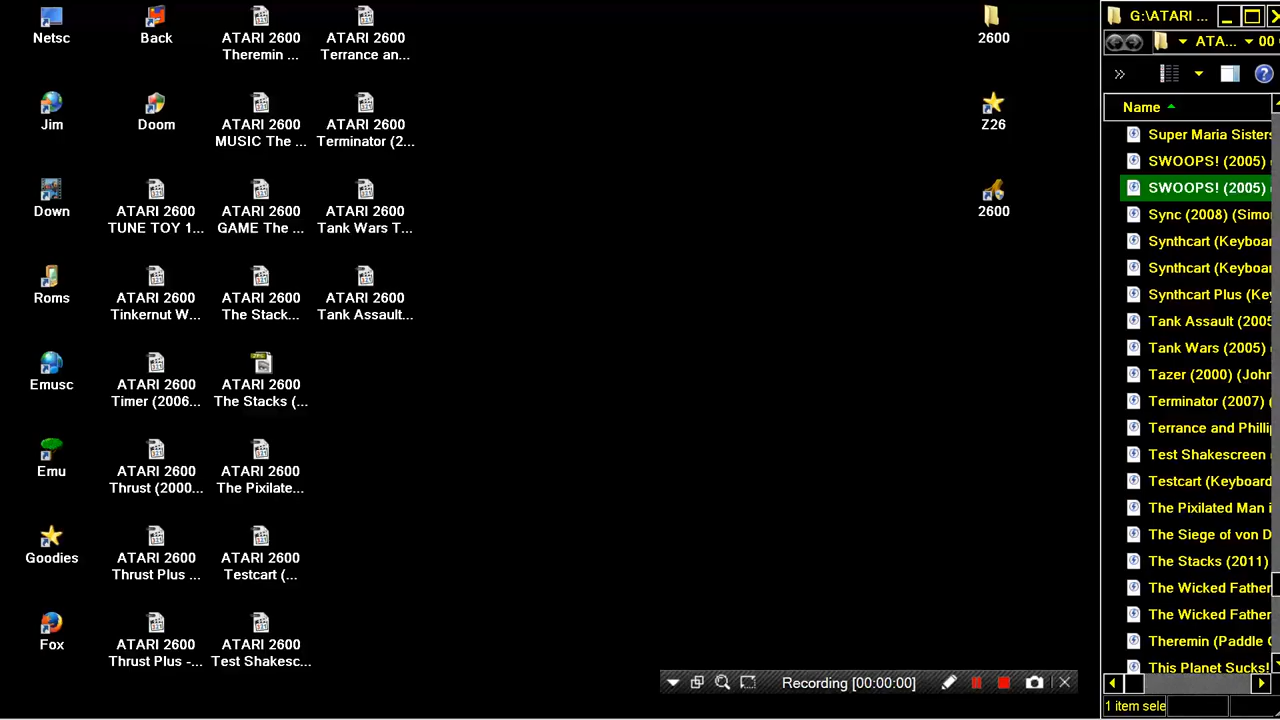 Netsc
Jim
Down
Roms
Emusc
Emu
Goodies
Fox
Back
Doom
ATARI 2600
TUNE TOY 1...
ATARI 2600
Tinkernut W...
ATARI 2600
Timer (2006...
ATARI 2600
Thrust (2000...
ATARI 2600
Thrust Plus ...
ATARI 2600
Thrust Plus -...
ATARI 2600
Theremin ...
ATARI 2600
MUSIC The ...
ATARI 2600
GAME The ...
ATARI 2600
The Stack...
ATARI 2600
The Stacks (...
ATARI 2600
The Pixilate...
ATARI 2600
Testcart (...
ATARI 2600
Test Shakesc...
ATARI 2600
Terrance an...
ATARI 2600
Terminator (2...
ATARI 2600
Tank Wars T...
ATARI 2600
Tank Assault...
2600
Z26
2600
Recording [00:00:00]
G:\ATARI ...
ATA... 00
Name
Super Maria Sisters
SWOOPS! (2005)
SWOOPS! (2005)
Sync (2008) (Simo
Synthcart (Keyboar
Synthcart (Keyboar
Synthcart Plus (Key
Tank Assault (2005
Tank Wars (2005)
Tazer (2000) (John
Terminator (2007) (
Terrance and Phillip
Test Shakescreen
Testcart (Keyboard
The Pixilated Man i
The Siege of von D
The Stacks (2011)
The Wicked Father
The Wicked Father
Theremin (Paddle C
This Planet Sucks!
1 item sele